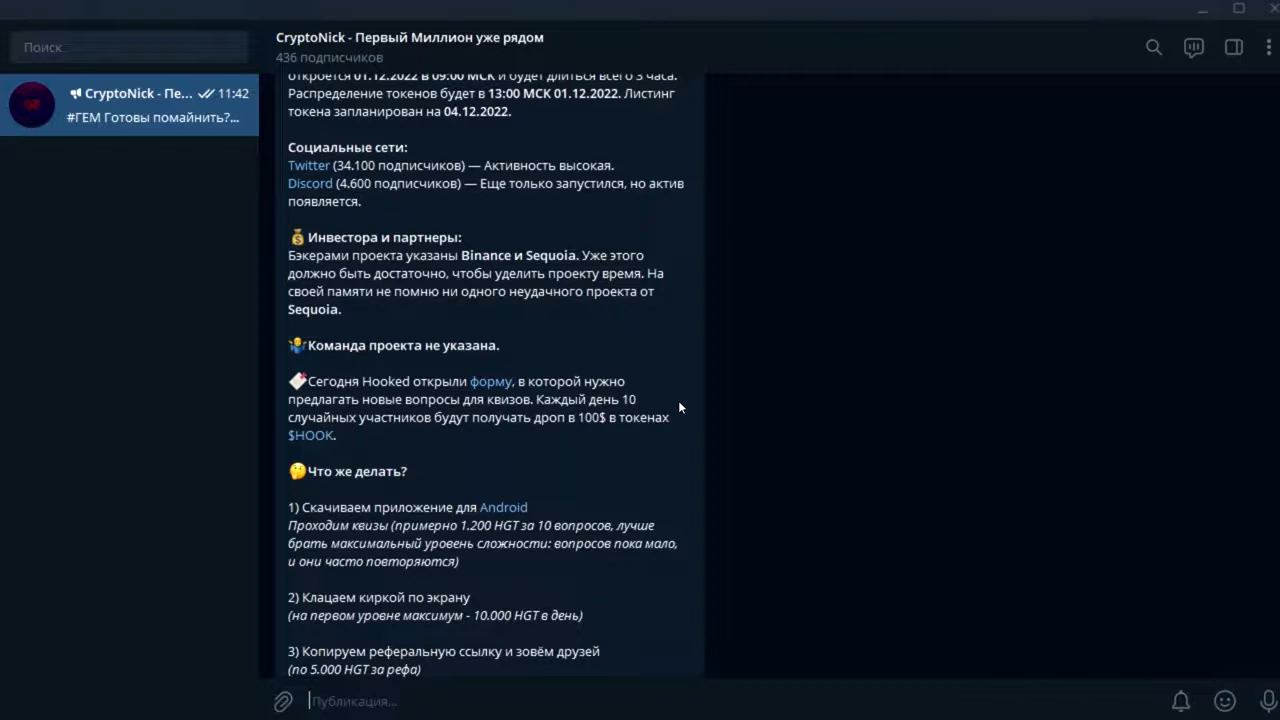 Поиск
CryptoNick - Пе... 11:42
#ГЕМ Готовы помайнить?...
CryptoNick - Первый Миллион уже рядом
436 подписчиков
откроется 01.12.2022 в 09:00 МСК и будет длиться всего 3 часа.
Распределение токенов будет в 13:00 МСК 01.12.2022. Листинг
токена запланирован на 04.12.2022.
Социальные сети:
Twitter (34.100 подписчиков) — Активность высокая.
Discord (4.600 подписчиков) — Еще только запустился, но актив
появляется.
Инвестора и партнеры:
Бэкерами проекта указаны Binance и Sequoia. Уже этого
должно быть достаточно, чтобы уделить проекту время. На
своей памяти не помню ни одного неудачного проекта от
Sequoia.
Команда проекта не указана.
Сегодня Hooked открыли форму, в которой нужно
предлагать новые вопросы для квизов. Каждый день 10
случайных участников будут получать дроп в 100$ в токенах
$HOOK.
Что же делать?
1) Скачиваем приложение для Android
Проходим квизы (примерно 1.200 HGT за 10 вопросов, лучше
брать максимальный уровень сложности: вопросов пока мало,
и они часто повторяются)
2) Клацаем киркой по экрану
(на первом уровне максимум - 10.000 HGT в день)
3) Копируем реферальную ссылку и зовём друзей
(по 5.000 HGT за рефа)
Публикация...